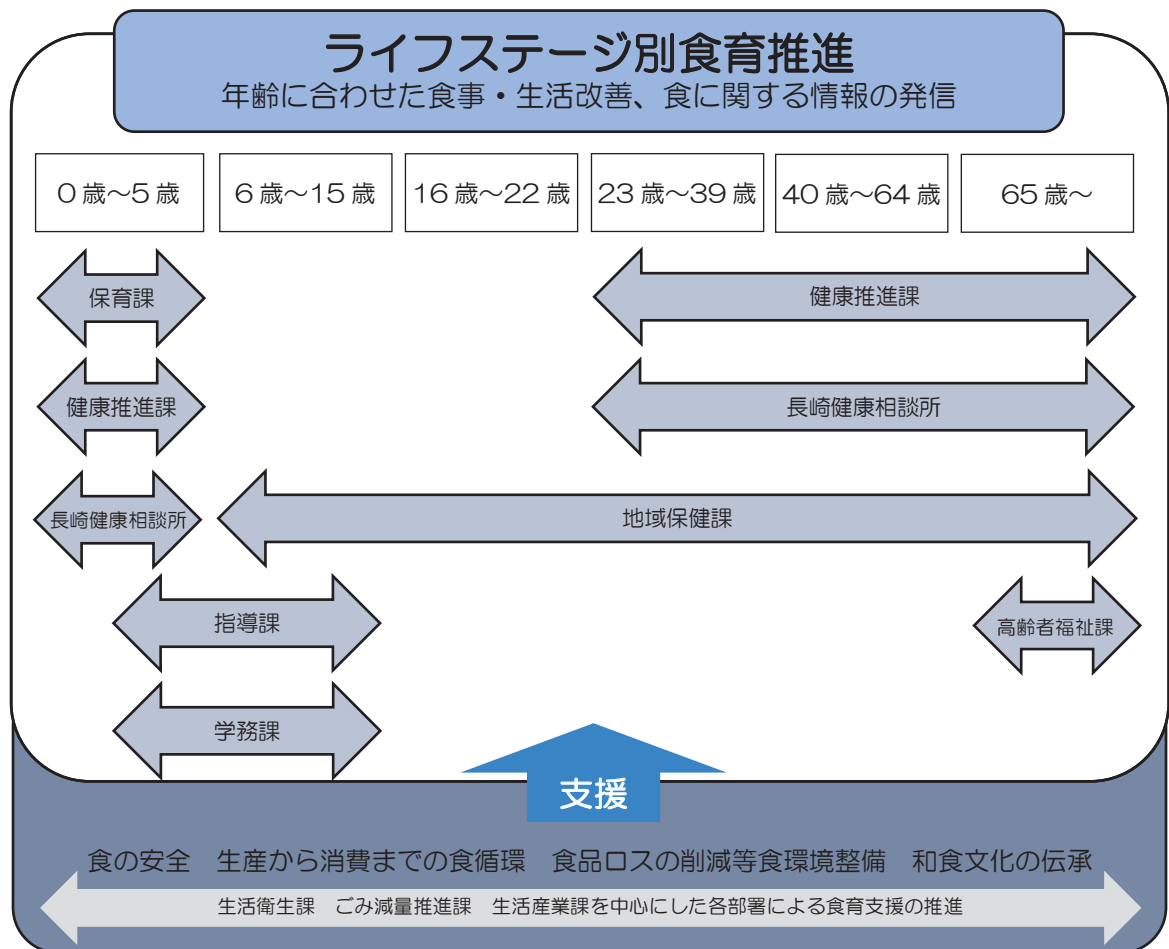 ライフステージ別食育推進
年齢に合わせた食事・生活改善、食に関する情報の発信
0歳～5歳
6歳～15歳
16歳～22歳
23歳～39歳
40歳～64歳
65歳～
保育課
健康推進課
健康推進課
長崎健康相談所
長崎健康相談所
地域保健課
指導課
高齢者福祉課
学務課
支援
食の安全　生産から消費までの食循環　食品ロスの削減等食環境整備　和食文化の伝承
生活衛生課　ごみ減量推進課　生活産業課を中心にした各部署による食育支援の推進